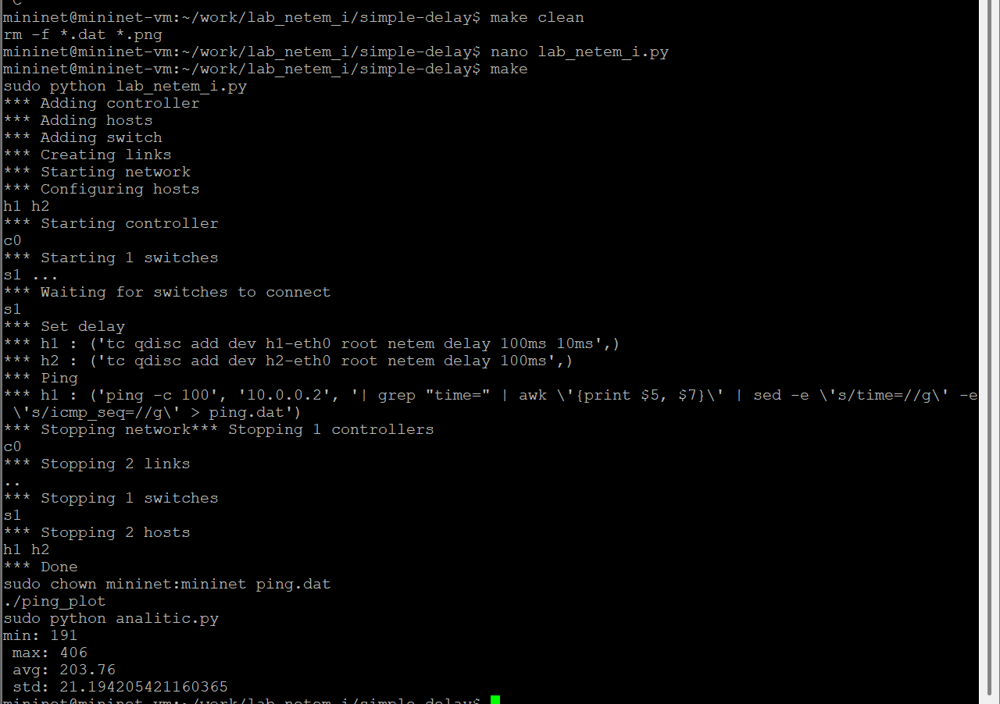 C
mininet@mininet-vm:~/work/lab_netem_i/simple-delay$ make clean
rm -f *.dat *.png
mininet@mininet-vm:~/work/lab_netem_i/simple-delay$ nano lab_netem_i.py
mininet@mininet-vm:~/work/lab_netem_i/simple-delay$ make
sudo python lab_netem_i.py
*** Adding controller
*** Adding hosts
*** Adding switch
*** Creating links
*** Starting network
*** Configuring hosts
h1 h2
*** Starting controller
c0
*** Starting 1 switches
s1 ...
*** Waiting for switches to connect
s1
*** Set delay
*** h1 : ('tc qdisc add dev h1-eth0 root netem delay 100ms 10ms',)
*** h2 : ('tc qdisc add dev h2-eth0 root netem delay 100ms',)
*** Ping
*** h1 : ('ping -c 100', '10.0.0.2', '| grep "time=" | awk \'{print $5, $7}\' | sed -e \'s/time=//g\' -e
 \'s/icmp_seq=//g\' > ping.dat')
*** Stopping network*** Stopping 1 controllers
c0
*** Stopping 2 links
..
*** Stopping 1 switches
s1
*** Stopping 2 hosts
h1 h2
*** Done
sudo chown mininet:mininet ping.dat
./ping_plot
sudo python analitic.py
min: 191
 max: 406
 avg: 203.76
 std: 21.194205421160365
mininet@mininet-vm:~/work/lab_netem_i/simple-delay$